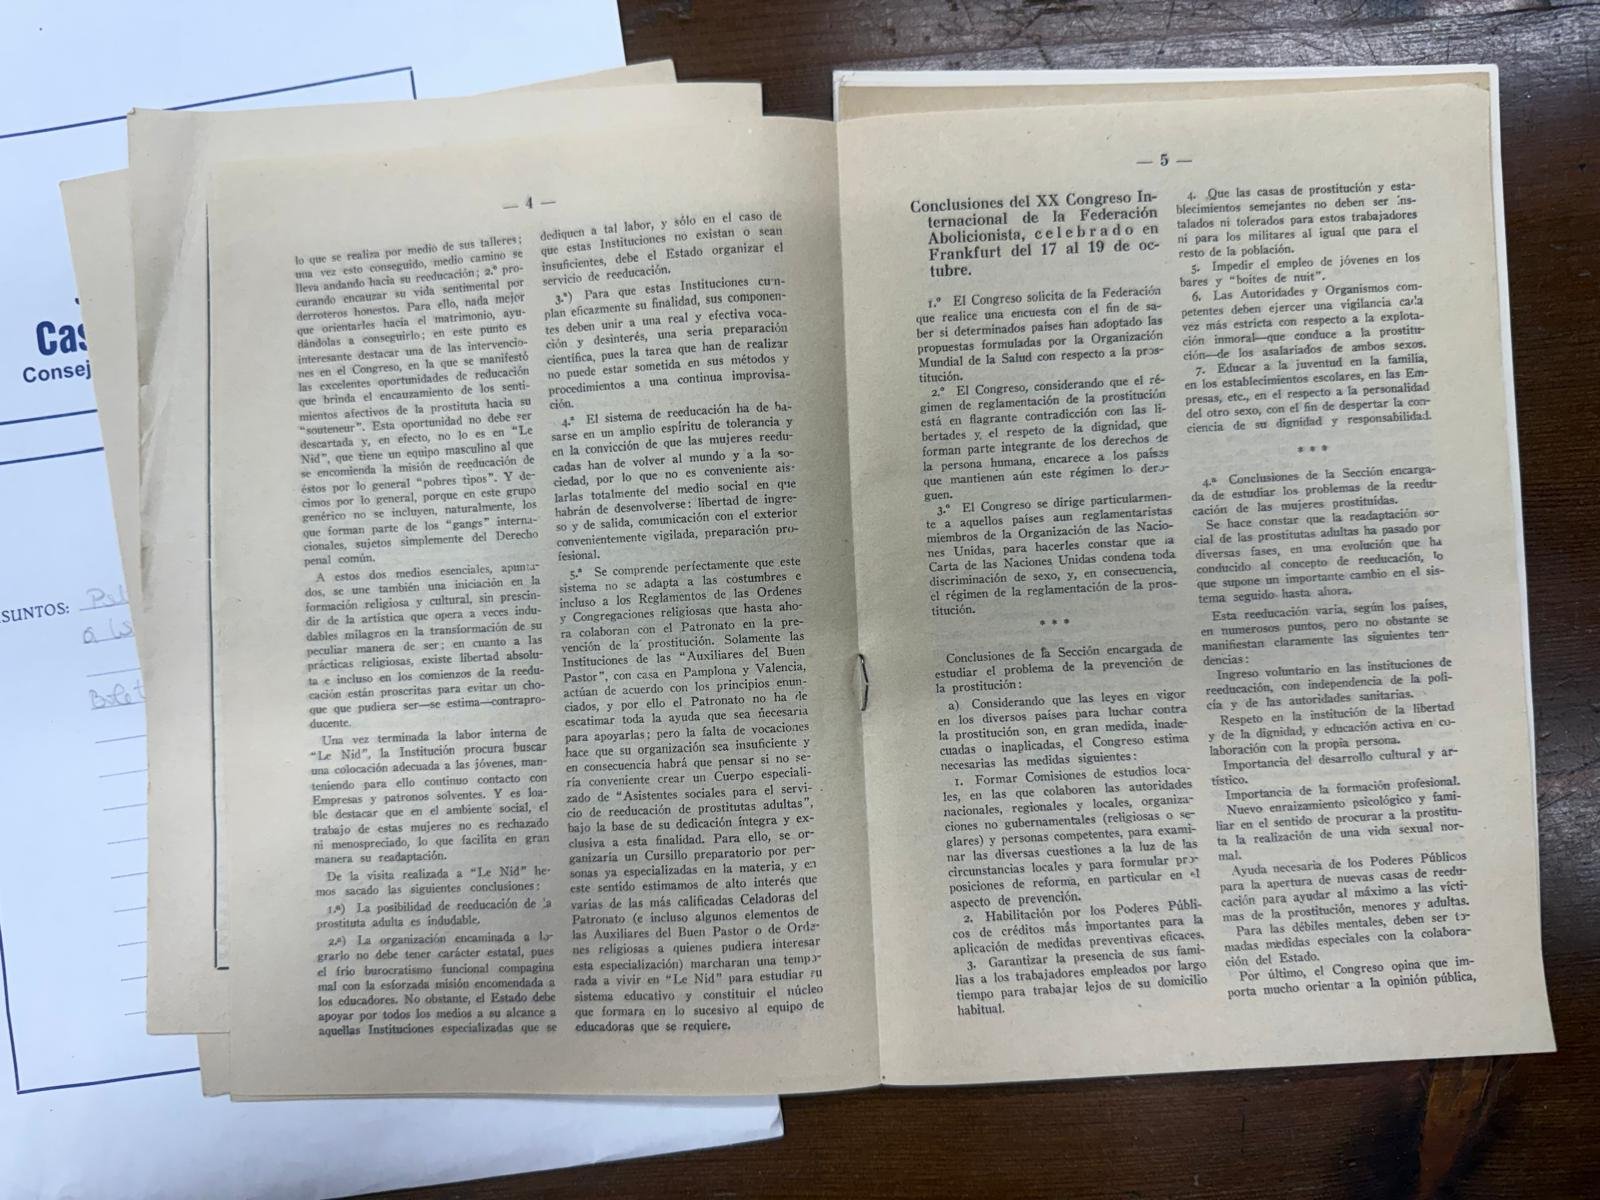 Cas
Consej
SUNTOS:
— 4 —
lo que se realiza por medio de sus talleres;
una vez esto conseguido, medio camino se
lleva andando hacia su reeducación; 2.º pro-
curando encauzar su vida sentimental por
derroteros honestos. Para ello, nada mejor
que orientarles hacia el matrimonio, ayu-
dándolas a conseguirlo; en este punto es
interesante destacar una de las intervencio-
nes en el Congreso, en la que se manifestó
las excelentes oportunidades de reducación
que brinda el encauzamiento de los senti-
mientos afectivos de la prostituta hacia su
"souteneur". Esta oportunidad no debe ser
descartada y, en efecto, no lo es en "Le
Nid", que tiene un equipo masculino al que
se encomienda la misión de reeducación de
éstos por lo general "pobres tipos". Y de-
cimos por lo general, porque en este grupo
genérico no se incluyen, naturalmente, los
que forman parte de los "gangs" interna-
cionales, sujetos simplemente del Derecho
penal común.
A estos dos medios esenciales, apunta-
dos, se une también una iniciación en la
formación religiosa y cultural, sin prescin-
dir de la artística que opera a veces indu-
dables milagros en la transformación de su
peculiar manera de ser; en cuanto a las
prácticas religiosas, existe libertad absolu-
ta e incluso en los comienzos de la reedu-
cación están proscritas para evitar un cho-
que que pudiera ser—se estima—contrapro-
ducente.
Una vez terminada la labor interna de
"Le Nid", la Institución procura buscar
una colocación adecuada a las jóvenes, man-
teniendo para ello continuo contacto con
Empresas y patronos solventes. Y es loa-
ble destacar que en el ambiente social, el
trabajo de estas mujeres no es rechazado
ni menospreciado, lo que facilita en gran
manera su readaptación.
De la visita realizada a "Le Nid" he-
mos sacado las siguientes conclusiones:
1.ª) La posibilidad de reeducación de la
prostituta adulta es indudable.
2.ª) La organización encaminada a lo-
grarlo no debe tener carácter estatal, pues
el frío burocratismo funcional compagina
mal con la esforzada misión encomendada a
los educadores. No obstante, el Estado debe
apoyar por todos los medios a su alcance a
aquellas Instituciones especializadas que se
dediquen a tal labor, y sólo en el caso de
que estas Instituciones no existan o sean
insuficientes, debe el Estado organizar el
servicio de reeducación.
3.ª) Para que estas Instituciones cum-
plan eficazmente su finalidad, sus componen-
tes deben unir a una real y efectiva voca-
ción y desinterés, una seria preparación
científica, pues la tarea que han de realizar
no puede estar sometida en sus métodos y
procedimientos a una continua improvisa-
ción.
4.ª El sistema de reeducación ha de ba-
sarse en un amplio espíritu de tolerancia y
en la convicción de que las mujeres reedu-
cadas han de volver al mundo y a la so-
ciedad, por lo que no es conveniente ais-
larlas totalmente del medio social en que
habrán de desenvolverse: libertad de ingre-
so y de salida, comunicación con el exterior
convenientemente vigilada, preparación pro-
fesional.
5.ª Se comprende perfectamente que este
sistema no se adapta a las costumbres e
incluso a los Reglamentos de las Ordenes
y Congregaciones religiosas que hasta aho-
ra colaboran con el Patronato en la pre-
vención de la prostitución. Solamente las
Instituciones de las "Auxiliares del Buen
Pastor", con casa en Pamplona y Valencia,
actúan de acuerdo con los principios enun-
ciados, y por ello el Patronato no ha de
escatimar toda la ayuda que sea necesaria
para apoyarlas; pero la falta de vocaciones
hace que su organización sea insuficiente y
en consecuencia habrá que pensar si no se-
ría conveniente crear un Cuerpo especiali-
zado de "Asistentes sociales para el servi-
cio de reeducación de prostitutas adultas",
bajo la base de su dedicación íntegra y ex-
clusiva a esta finalidad. Para ello, se or-
ganizaría un Cursillo preparatorio por per-
sonas ya especializadas en la materia, y en
este sentido estimamos de alto interés que
varias de las más calificadas Celadoras del
Patronato (e incluso algunos elementos de
las Auxiliares del Buen Pastor o de Orde-
nes religiosas a quienes pudiera interesar
esta especialización) marcharan una tempo-
rada a vivir en "Le Nid" para estudiar su
sistema educativo y constituir el núcleo
que formara en lo sucesivo al equipo de
educadoras que se requiere.
— 5 —
Conclusiones del XX Congreso In-
ternacional de la Federación
Abolicionista, celebrado en
Frankfurt del 17 al 19 de oc-
tubre.
1.º El Congreso solicita de la Federación
que realice una encuesta con el fin de sa-
ber si determinados países han adoptado las
propuestas formuladas por la Organización
Mundial de la Salud con respecto a la pros-
titución.
2.º El Congreso, considerando que el ré-
gimen de reglamentación de la prostitución
está en flagrante contradicción con las li-
bertades y, el respeto de la dignidad, que
forman parte integrante de los derechos de
la persona humana, encarece a los países
que mantienen aún este régimen lo dero-
guen.
3.º El Congreso se dirige particularmen-
te a aquellos países aun reglamentaristas
miembros de la Organización de las Nacio-
nes Unidas, para hacerles constar que la
Carta de las Naciones Unidas condena toda
discriminación de sexo, y, en consecuencia,
el régimen de la reglamentación de la pros-
titución.
* * *
Conclusiones de la Sección encargada de
estudiar el problema de la prevención de
la prostitución:
a) Considerando que las leyes en vigor
en los diversos países para luchar contra
la prostitución son, en gran medida, inade-
cuadas o inaplicadas, el Congreso estima
necesarias las medidas siguientes:
1. Formar Comisiones de estudios loca-
les, en las que colaboren las autoridades
nacionales, regionales y locales, organiza-
ciones no gubernamentales (religiosas o se-
glares) y personas competentes, para exami-
nar las diversas cuestiones a la luz de las
circunstancias locales y para formular pro-
posiciones de reforma, en particular en el
aspecto de prevención.
2. Habilitación por los Poderes Públi-
cos de créditos más importantes para la
aplicación de medidas preventivas eficaces.
3. Garantizar la presencia de sus fami-
lias a los trabajadores empleados por largo
tiempo para trabajar lejos de su domicilio
habitual.
4. Que las casas de prostitución y esta-
blecimientos semejantes no deben ser ins-
talados ni tolerados para estos trabajadores
ni para los militares al igual que para el
resto de la población.
5. Impedir el empleo de jóvenes en los
bares y "boites de nuit".
6. Las Autoridades y Organismos com-
petentes deben ejercer una vigilancia cada
vez más estricta con respecto a la explota-
ción inmoral—que conduce a la prostitu-
ción—de los asalariados de ambos sexos.
7. Educar a la juventud en la familia,
en los establecimientos escolares, en las Em-
presas, etc., en el respecto a la personalidad
del otro sexo, con el fin de despertar la con-
ciencia de su dignidad y responsabilidad.
* * *
4.ª Conclusiones de la Sección encarga-
da de estudiar los problemas de la reedu-
cación de las mujeres prostituídas.
Se hace constar que la readaptación so-
cial de las prostitutas adultas ha pasado por
diversas fases, en una evolución que ha
conducido al concepto de reeducación, lo
que supone un importante cambio en el sis-
tema seguido hasta ahora.
Esta reeducación varia, según los países,
en numerosos puntos, pero no obstante se
manifiestan claramente las siguientes ten-
dencias:
Ingreso voluntario en las instituciones de
reeducación, con independencia de la poli-
cía y de las autoridades sanitarias.
Respeto en la institución de la libertad
y de la dignidad, y educación activa en co-
laboración con la propia persona.
Importancia del desarrollo cultural y ar-
tístico.
Importancia de la formación profesional.
Nuevo enraizamiento psicológico y fami-
liar en el sentido de procurar a la prostitu-
ta la realización de una vida sexual nor-
mal.
Ayuda necesaria de los Poderes Públicos
para la apertura de nuevas casas de reedu-
cación para ayudar al máximo a las vícti-
mas de la prostitución, menores y adultas.
Para las débiles mentales, deben ser to-
madas medidas especiales con la colabora-
ción del Estado.
Por último, el Congreso opina que im-
porta mucho orientar a la opinión pública,